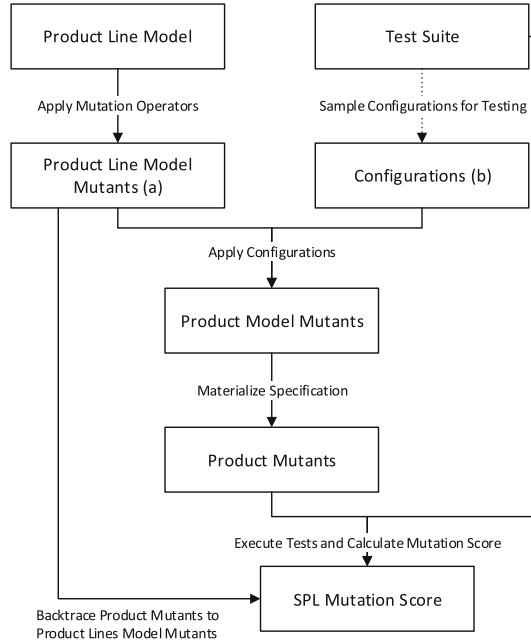 Product Line Model
Test Suite
Apply Mutation Operators
Sample Configurations for Testing
Product Line Model
Mutants (a)
Configurations (b)
Apply Configurations
Product Model Mutants
Materialize Specification
Product Mutants
Execute Tests and Calculate Mutation Score
SPL Mutation Score
Backtrace Product Mutants to
Product Lines Model Mutants